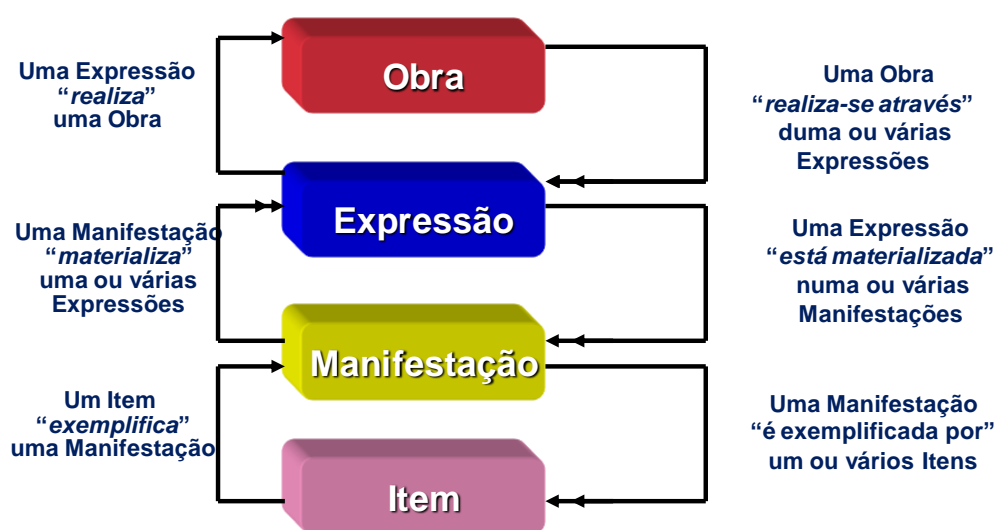 Uma Expressão
“realiza”
uma Obra
Obra
Uma Obra
“realiza-se através”
duma ou várias
Expressões
Uma Manifestação
“materializa”
uma ou várias
Expressões
Expressão
Uma Expressão
“está materializada”
numa ou várias
Manifestações
Manifestação
Um Item
“exemplifica”
uma Manifestação
Uma Manifestação
“é exemplificada por”
um ou vários Itens
Item